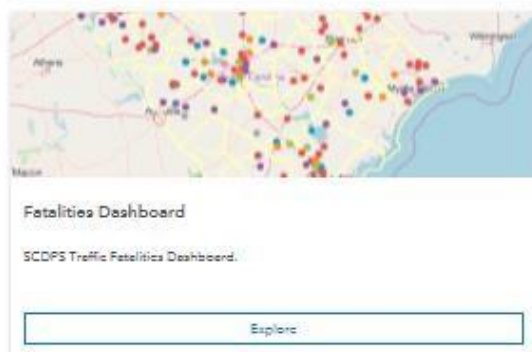 Athens
Wilmington
Macon
Fatalities Dashboard
SCDPS Traffic Fatalities Dashboard.
Explore